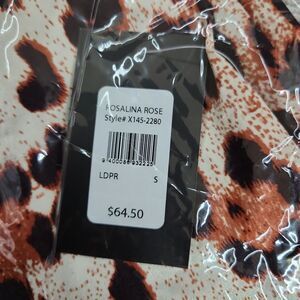 ROSALINA ROSE
Style# X145-2280
LDPR S
$64.50